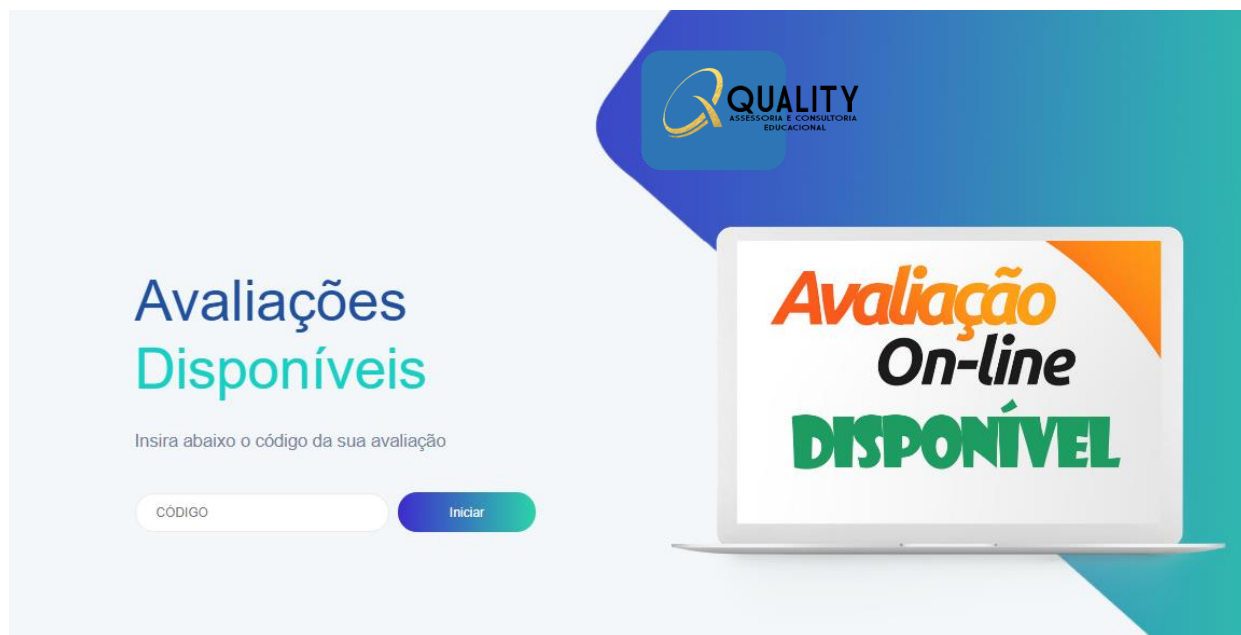 QUALITY
ASSESSORIA E CONSULTORIA
EDUCACIONAL
Avaliações
Disponíveis
Insira abaixo o código da sua avaliação
CÓDIGO
Iniciar
Avaliação
On-line
DISPONÍVEL